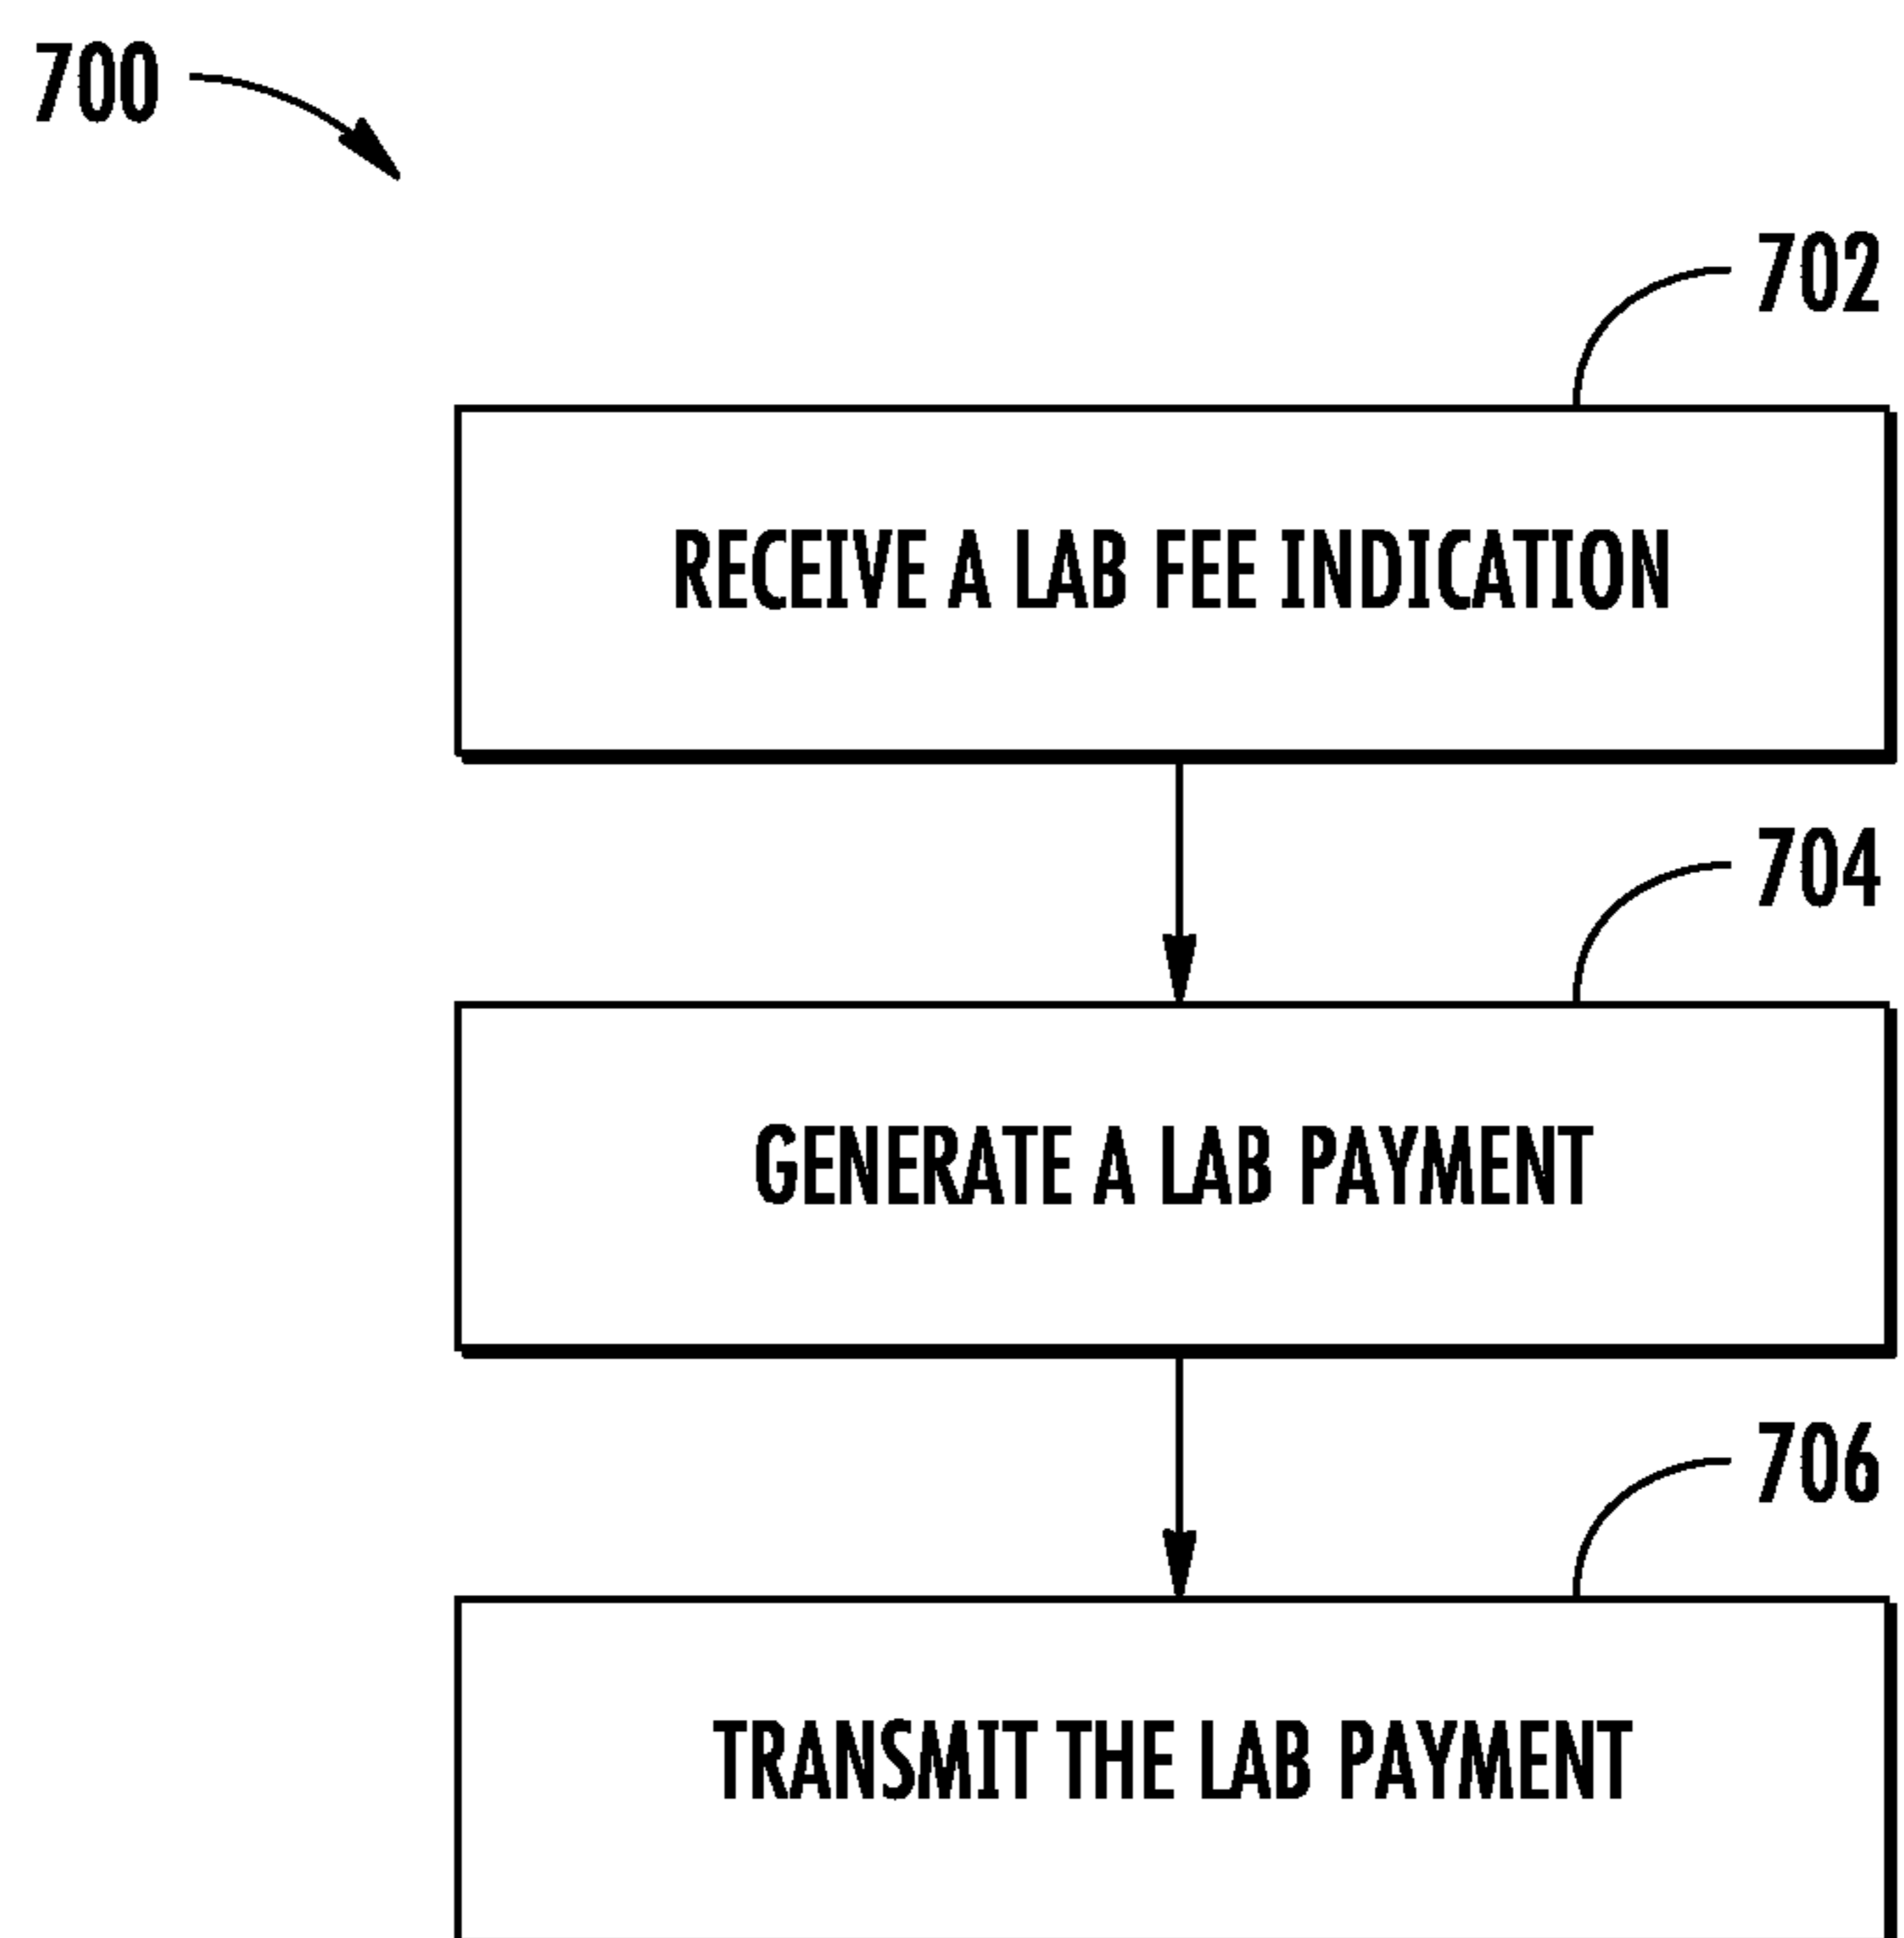 700
702
RECEIVE A LAB FEE INDICATION
704
GENERATE A LAB PAYMENT
706
TRANSMIT THE LAB PAYMENT